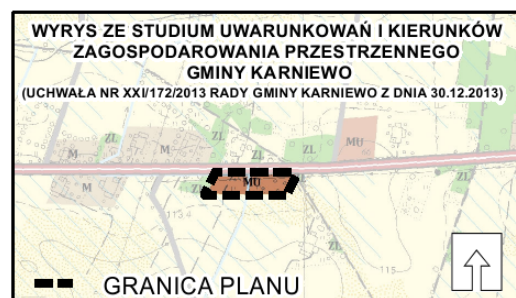 WYRYS ZE STUDIUM UWARUNKOWAŃ I KIERUNKÓW
ZAGOSPODAROWANIA PRZESTRZENNEGO
GMINY KARNIEWO
(UCHWAŁA NR XXI/172/2013 RADY GMINY KARNIEWO Z DNIA 30.12.2013)
ZL
M
ZL
MU
ZL
M
ZL
MU
ZL
115
GRANICA PLANU